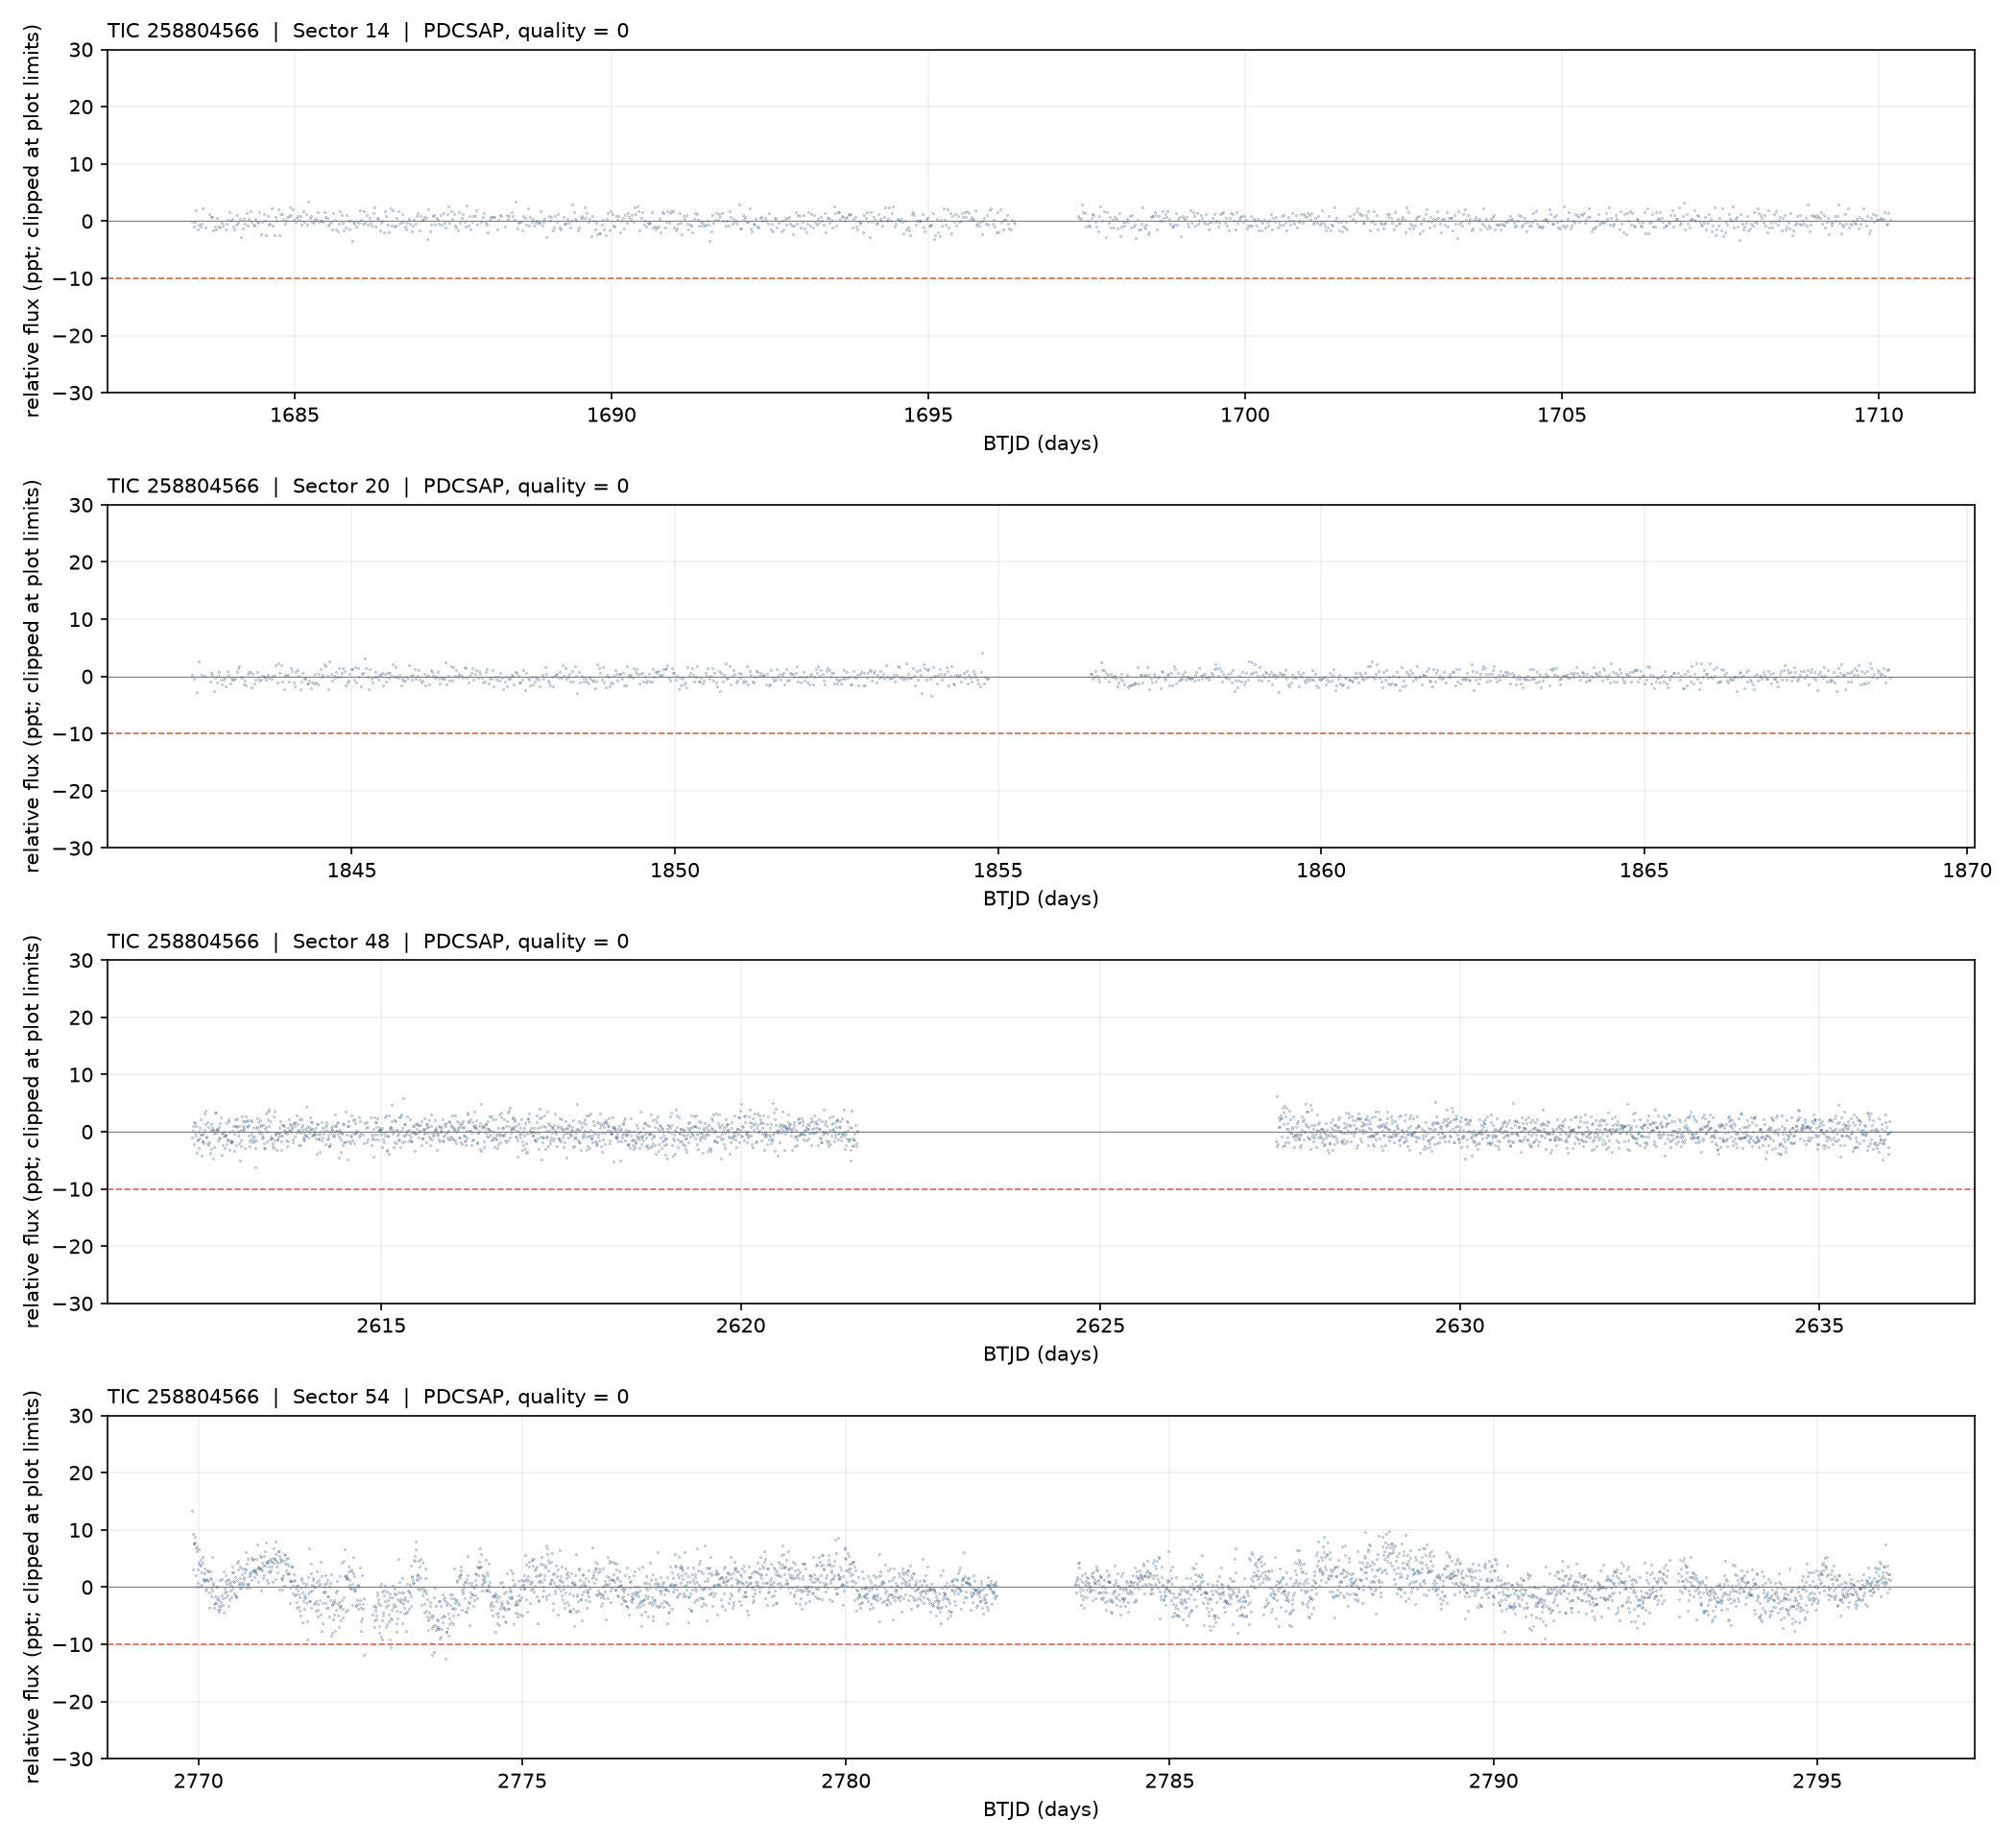 TIC 258804566 | Sector 14 | PDCSAP, quality = 0
relative flux (ppt; clipped at plot limits)
30
20
10
0
−10
−20
−30
1685 1690 1695 1700 1705 1710
BTJD (days)
TIC 258804566 | Sector 20 | PDCSAP, quality = 0
relative flux (ppt; clipped at plot limits)
30
20
10
0
−10
−20
−30
1845 1850 1855 1860 1865 1870
BTJD (days)
TIC 258804566 | Sector 48 | PDCSAP, quality = 0
relative flux (ppt; clipped at plot limits)
30
20
10
0
−10
−20
−30
2615 2620 2625 2630 2635
BTJD (days)
TIC 258804566 | Sector 54 | PDCSAP, quality = 0
relative flux (ppt; clipped at plot limits)
30
20
10
0
−10
−20
−30
2770 2775 2780 2785 2790 2795
BTJD (days)